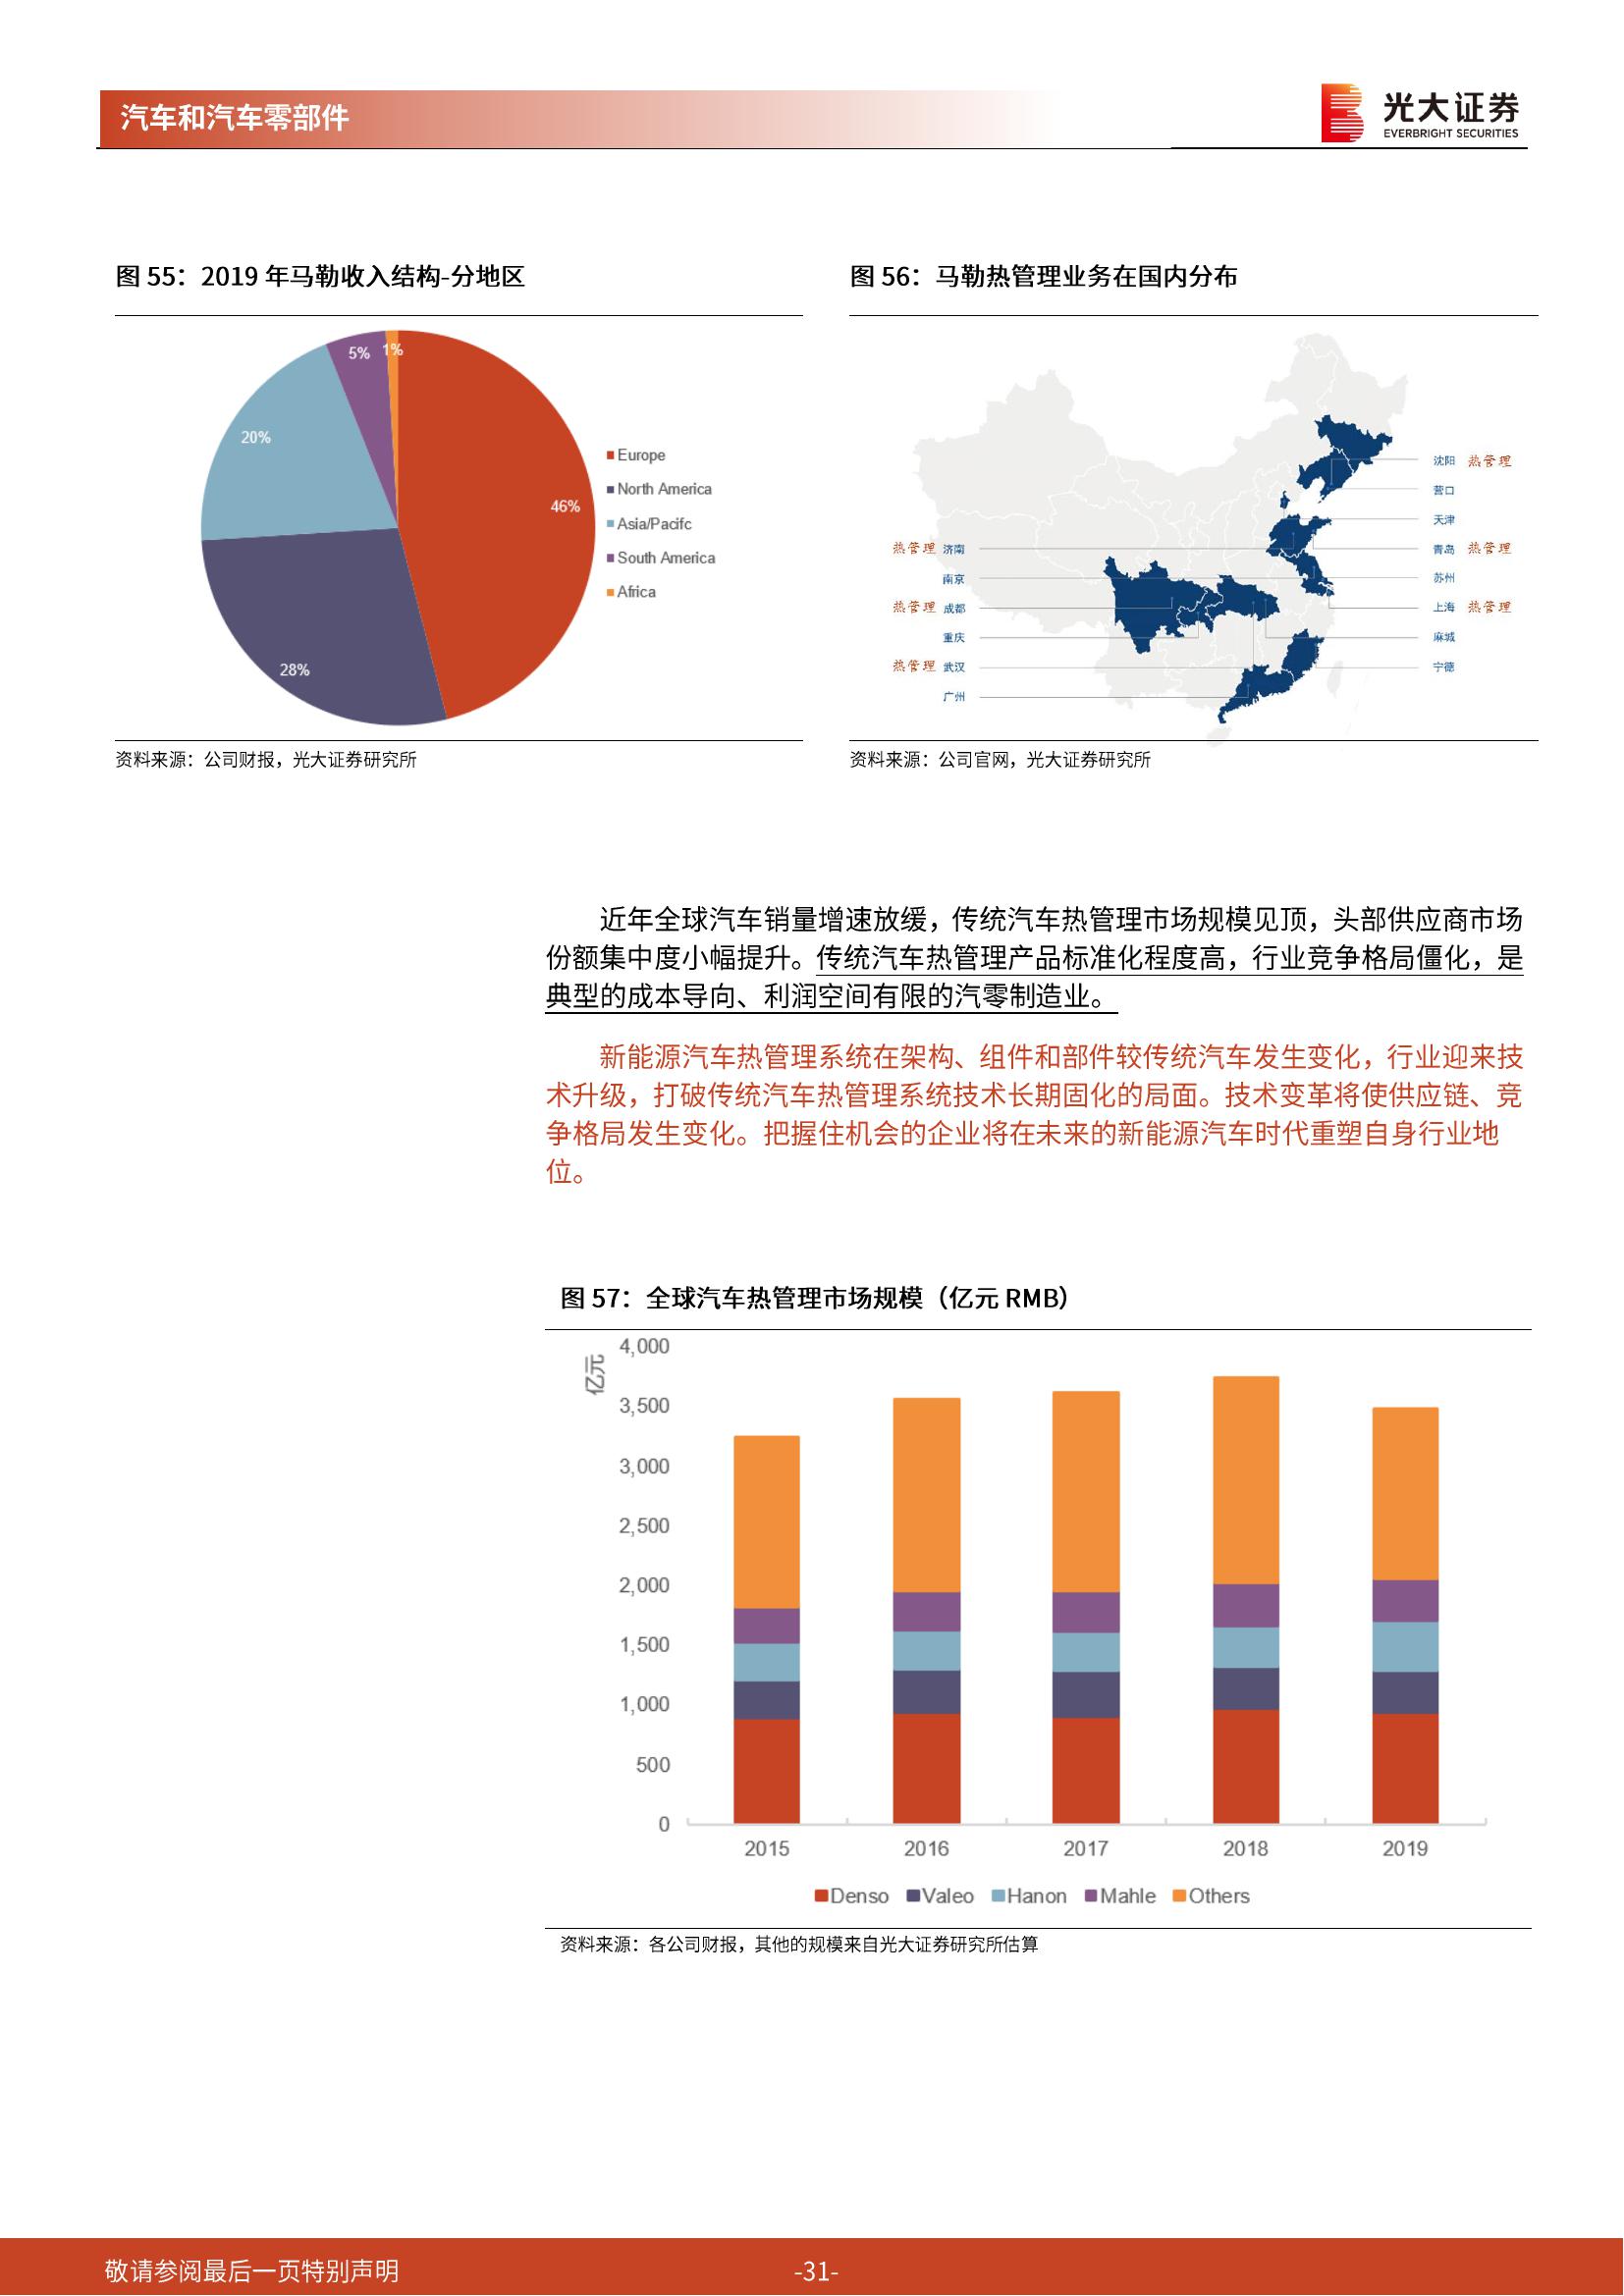 汽车和汽车零部件
光大证券
EVERBRIGHT SECURITIES
图 55：2019 年马勒收入结构-分地区
5%
1%
20%
46%
28%
Europe
North America
Asia/Pacifc
South America
Africa
资料来源：公司财报，光大证券研究所
图 56：马勒热管理业务在国内分布
热管理 济南
南京
热管理 成都
重庆
热管理 武汉
广州
沈阳 热管理
营口
天津
青岛 热管理
苏州
上海 热管理
麻城
宁德
资料来源：公司官网，光大证券研究所
近年全球汽车销量增速放缓，传统汽车热管理市场规模见顶，头部供应商市场
份额集中度小幅提升。传统汽车热管理产品标准化程度高，行业竞争格局僵化，是
典型的成本导向、利润空间有限的汽零制造业。
新能源汽车热管理系统在架构、组件和部件较传统汽车发生变化，行业迎来技
术升级，打破传统汽车热管理系统技术长期固化的局面。技术变革将使供应链、竞
争格局发生变化。把握住机会的企业将在未来的新能源汽车时代重塑自身行业地
位。
图 57：全球汽车热管理市场规模（亿元 RMB）
亿元
4,000
3,500
3,000
2,500
2,000
1,500
1,000
500
0
2015 2016 2017 2018 2019
Denso Valeo Hanon Mahle Others
资料来源：各公司财报，其他的规模来自光大证券研究所估算
敬请参阅最后一页特别声明
-31-